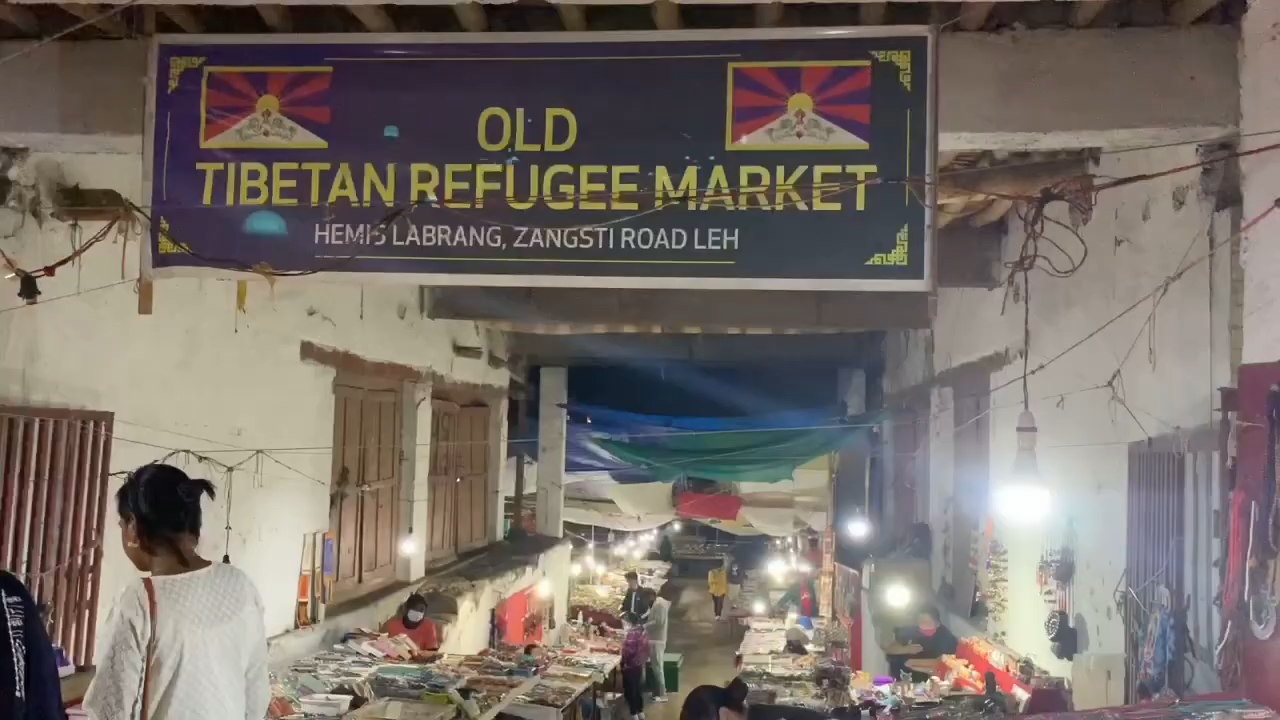 OLD
TIBETAN REFUGEE MARKET
HEMIS LABRANG, ZANGSTI ROAD LEH